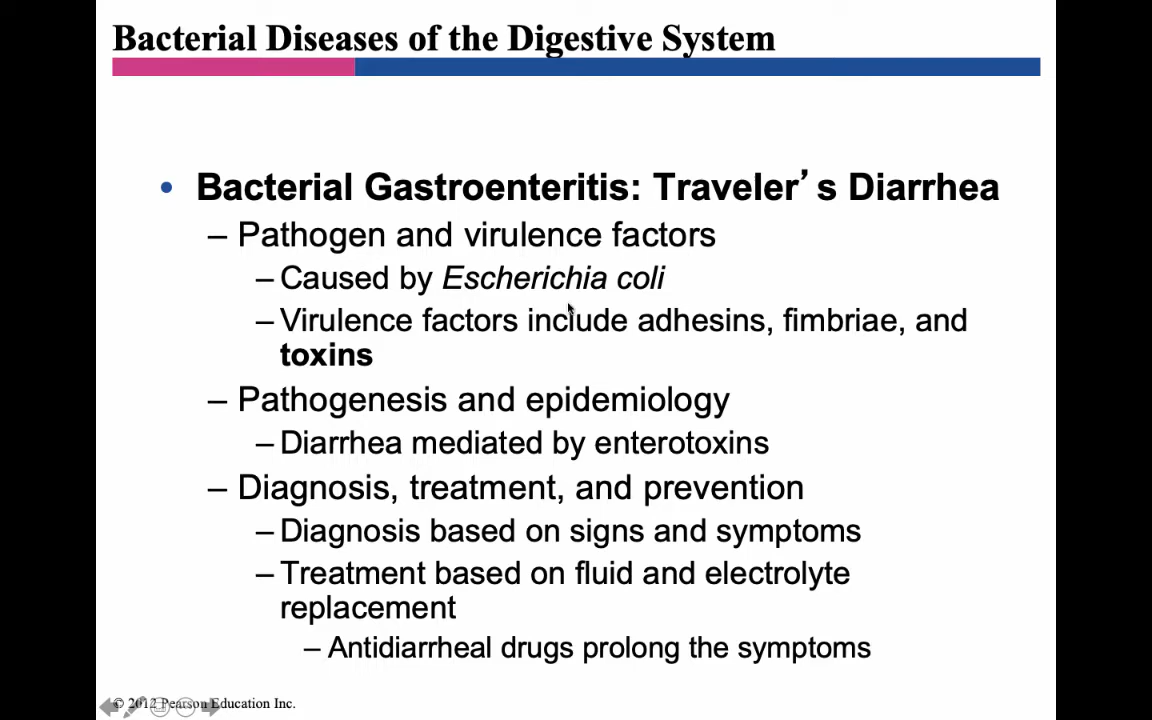 Bacterial Diseases of the Digestive System
• Bacterial Gastroenteritis: Traveler’s Diarrhea
– Pathogen and virulence factors
– Caused by Escherichia coli
– Virulence factors include adhesins, fimbriae, and
toxins
– Pathogenesis and epidemiology
– Diarrhea mediated by enterotoxins
– Diagnosis, treatment, and prevention
– Diagnosis based on signs and symptoms
– Treatment based on fluid and electrolyte
replacement
– Antidiarrheal drugs prolong the symptoms
© 2012 Pearson Education Inc.